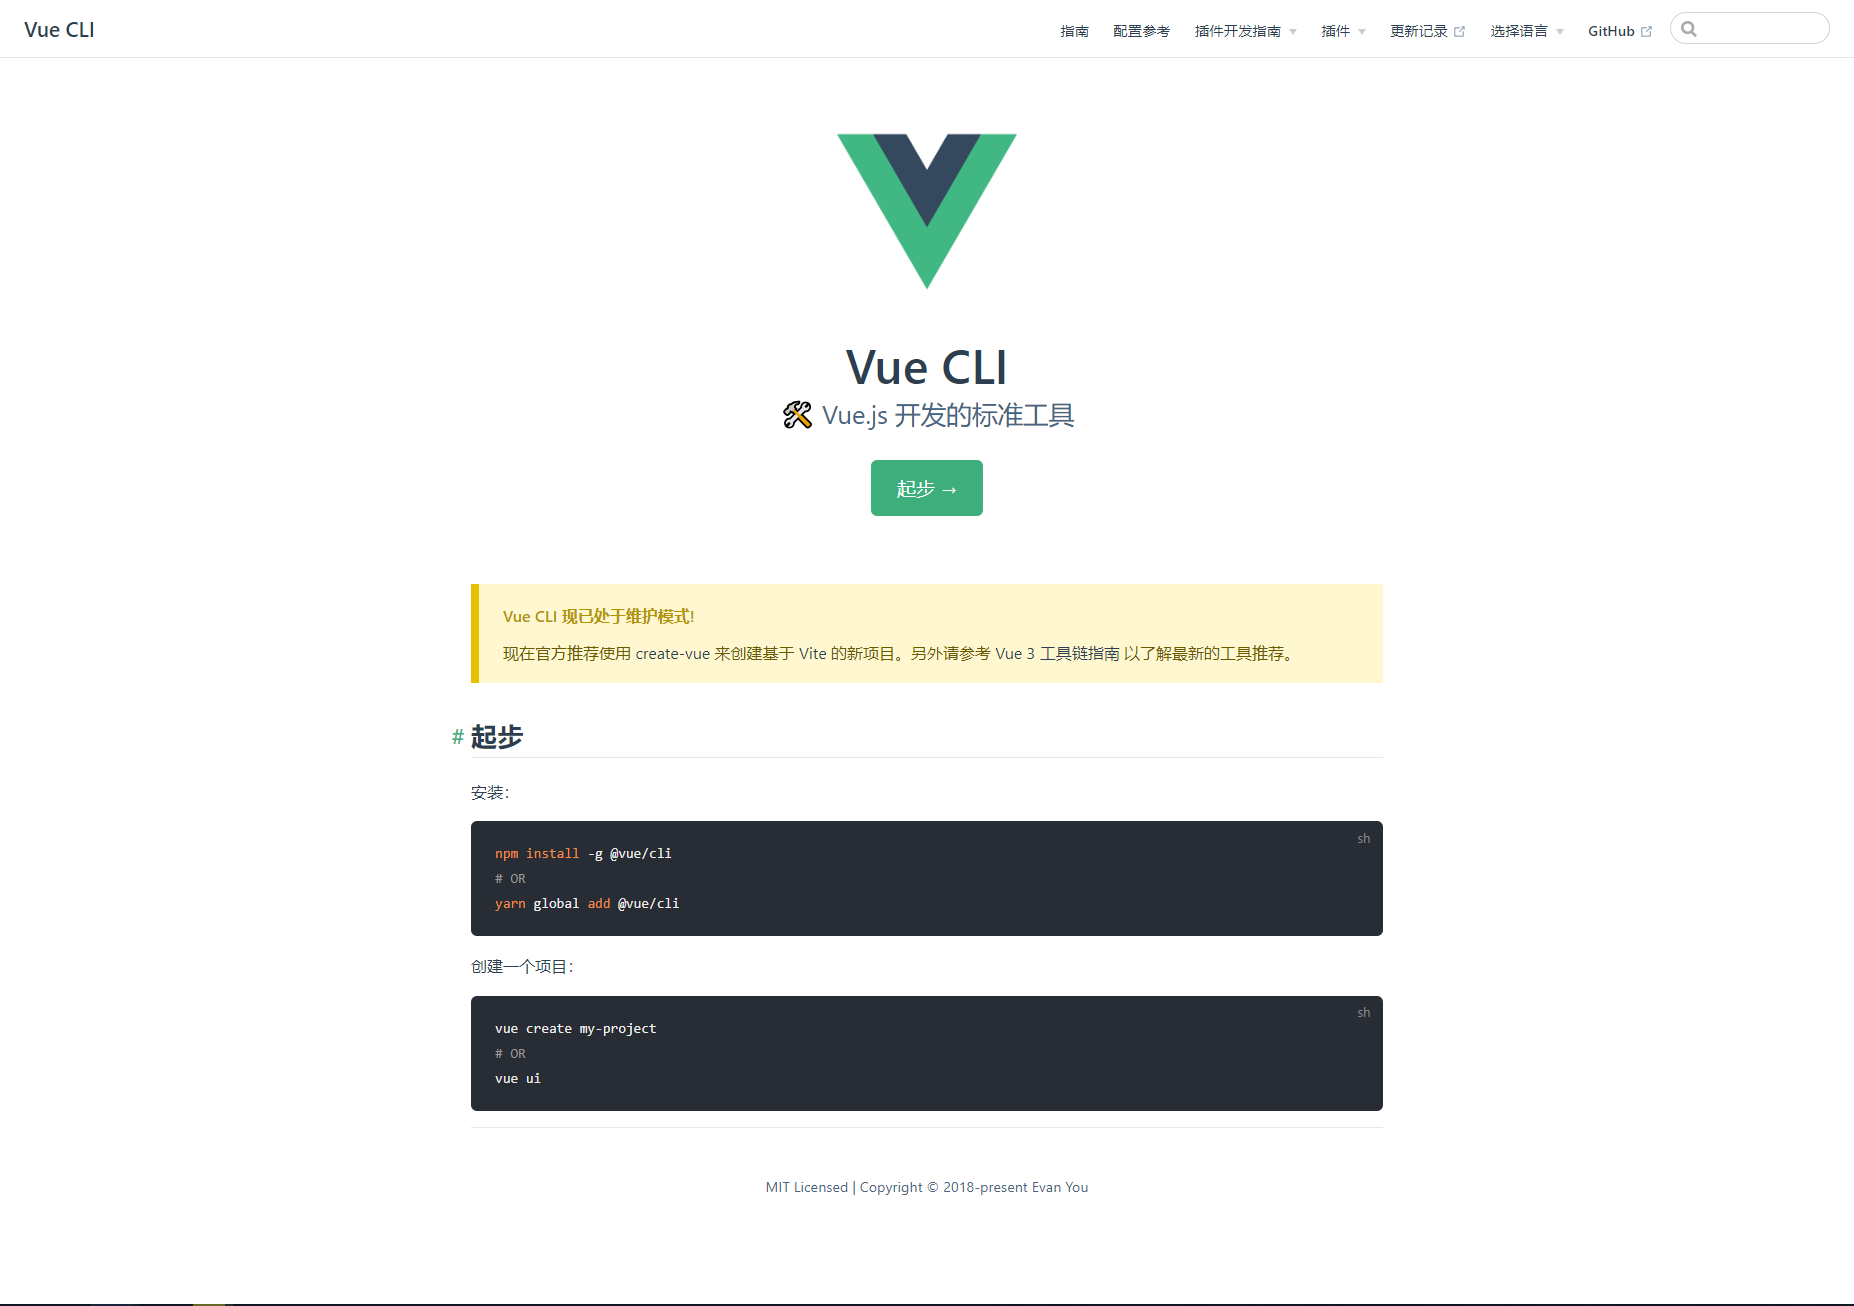 Vue CLI
指南 配置参考 插件开发指南 插件 更新记录 选择语言 GitHub
Vue CLI
🛠️ Vue.js 开发的标准工具
起步 →
Vue CLI 现已处于维护模式!
现在官方推荐使用 create-vue 来创建基于 Vite 的新项目。另外请参考 Vue 3 工具链指南 以了解最新的工具推荐。
# 起步
安装：
sh
npm install -g @vue/cli
# OR
yarn global add @vue/cli
创建一个项目：
sh
vue create my-project
# OR
vue ui
MIT Licensed | Copyright © 2018-present Evan You